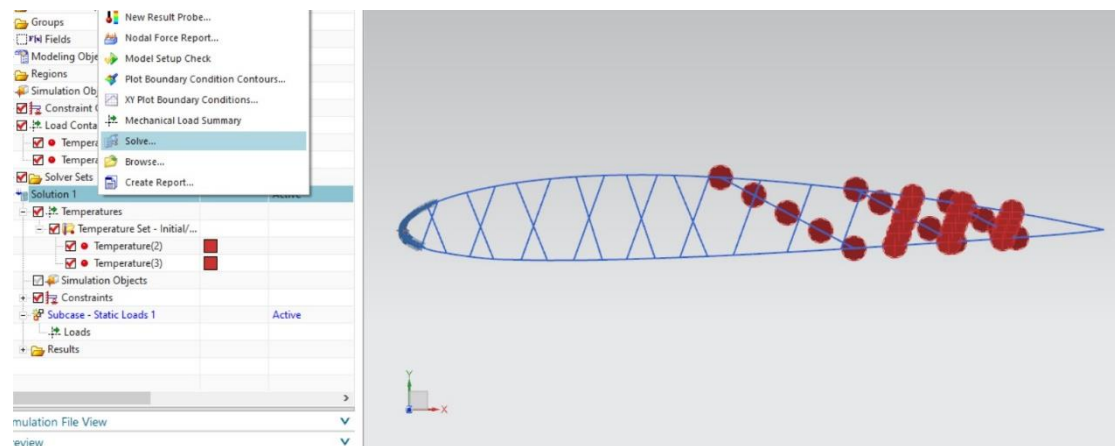 Groups
Fields
Modeling Obje
Regions
Simulation Obj
Constraint C
Load Conta
Tempera
Tempera
Solver Sets
New Result Probe...
Nodal Force Report...
Model Setup Check
Plot Boundary Condition Contours...
XY Plot Boundary Conditions...
Mechanical Load Summary
Solve...
Browse...
Create Report...
Solution 1
Active
Temperatures
Temperature Set - Initial/...
Temperature(2)
Temperature(3)
Simulation Objects
Constraints
Subcase - Static Loads 1
Active
Loads
Results
mulation File View
eview
Y
X